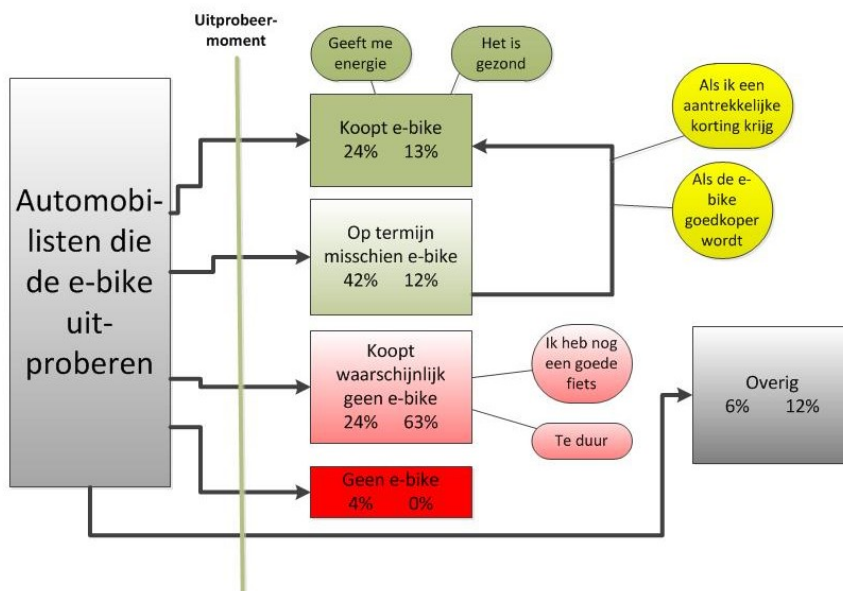 Uitprobeer-
moment
Geeft me
energie
Het is
gezond
Als ik een
aantrekkelijke
korting krijg
Automobi-
listen die
de e-bike
uit-
proberen
Koopt e-bike
24% 13%
Als de e-
bike
goedkoper
wordt
Op termijn
misschien e-bike
42% 12%
Koopt
waarschijnlijk
geen e-bike
24% 63%
Ik heb nog
een goede
fiets
Te duur
Overig
6% 12%
Geen e-bike
4% 0%